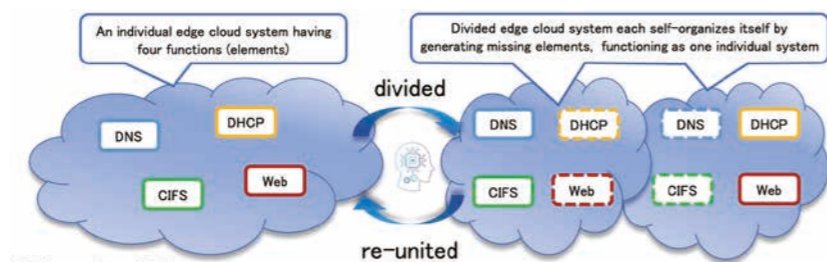 An individual edge cloud system having
four functions (elements)
Divided edge cloud system each self-organizes itself by
generating missing elements, functioning as one individual system
divided
DNS
DHCP
CIFS
Web
DNS
DHCP
CIFS
Web
DNS
DHCP
CIFS
Web
re-united